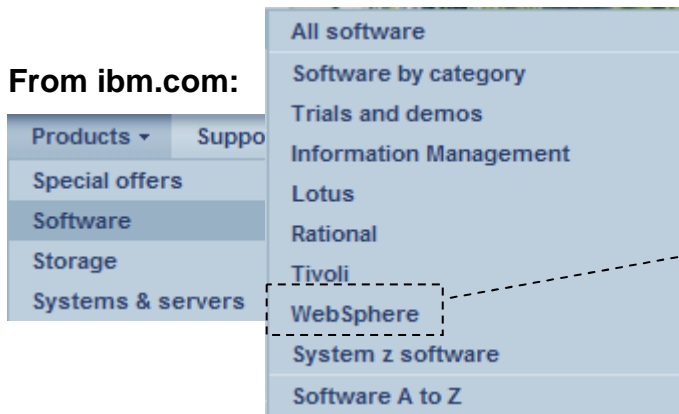 From ibm.com:
Products
Suppo
Special offers
Software
Storage
Systems & servers
All software
Software by category
Trials and demos
Information Management
Lotus
Rational
Tivoli
WebSphere
System z software
Software A to Z